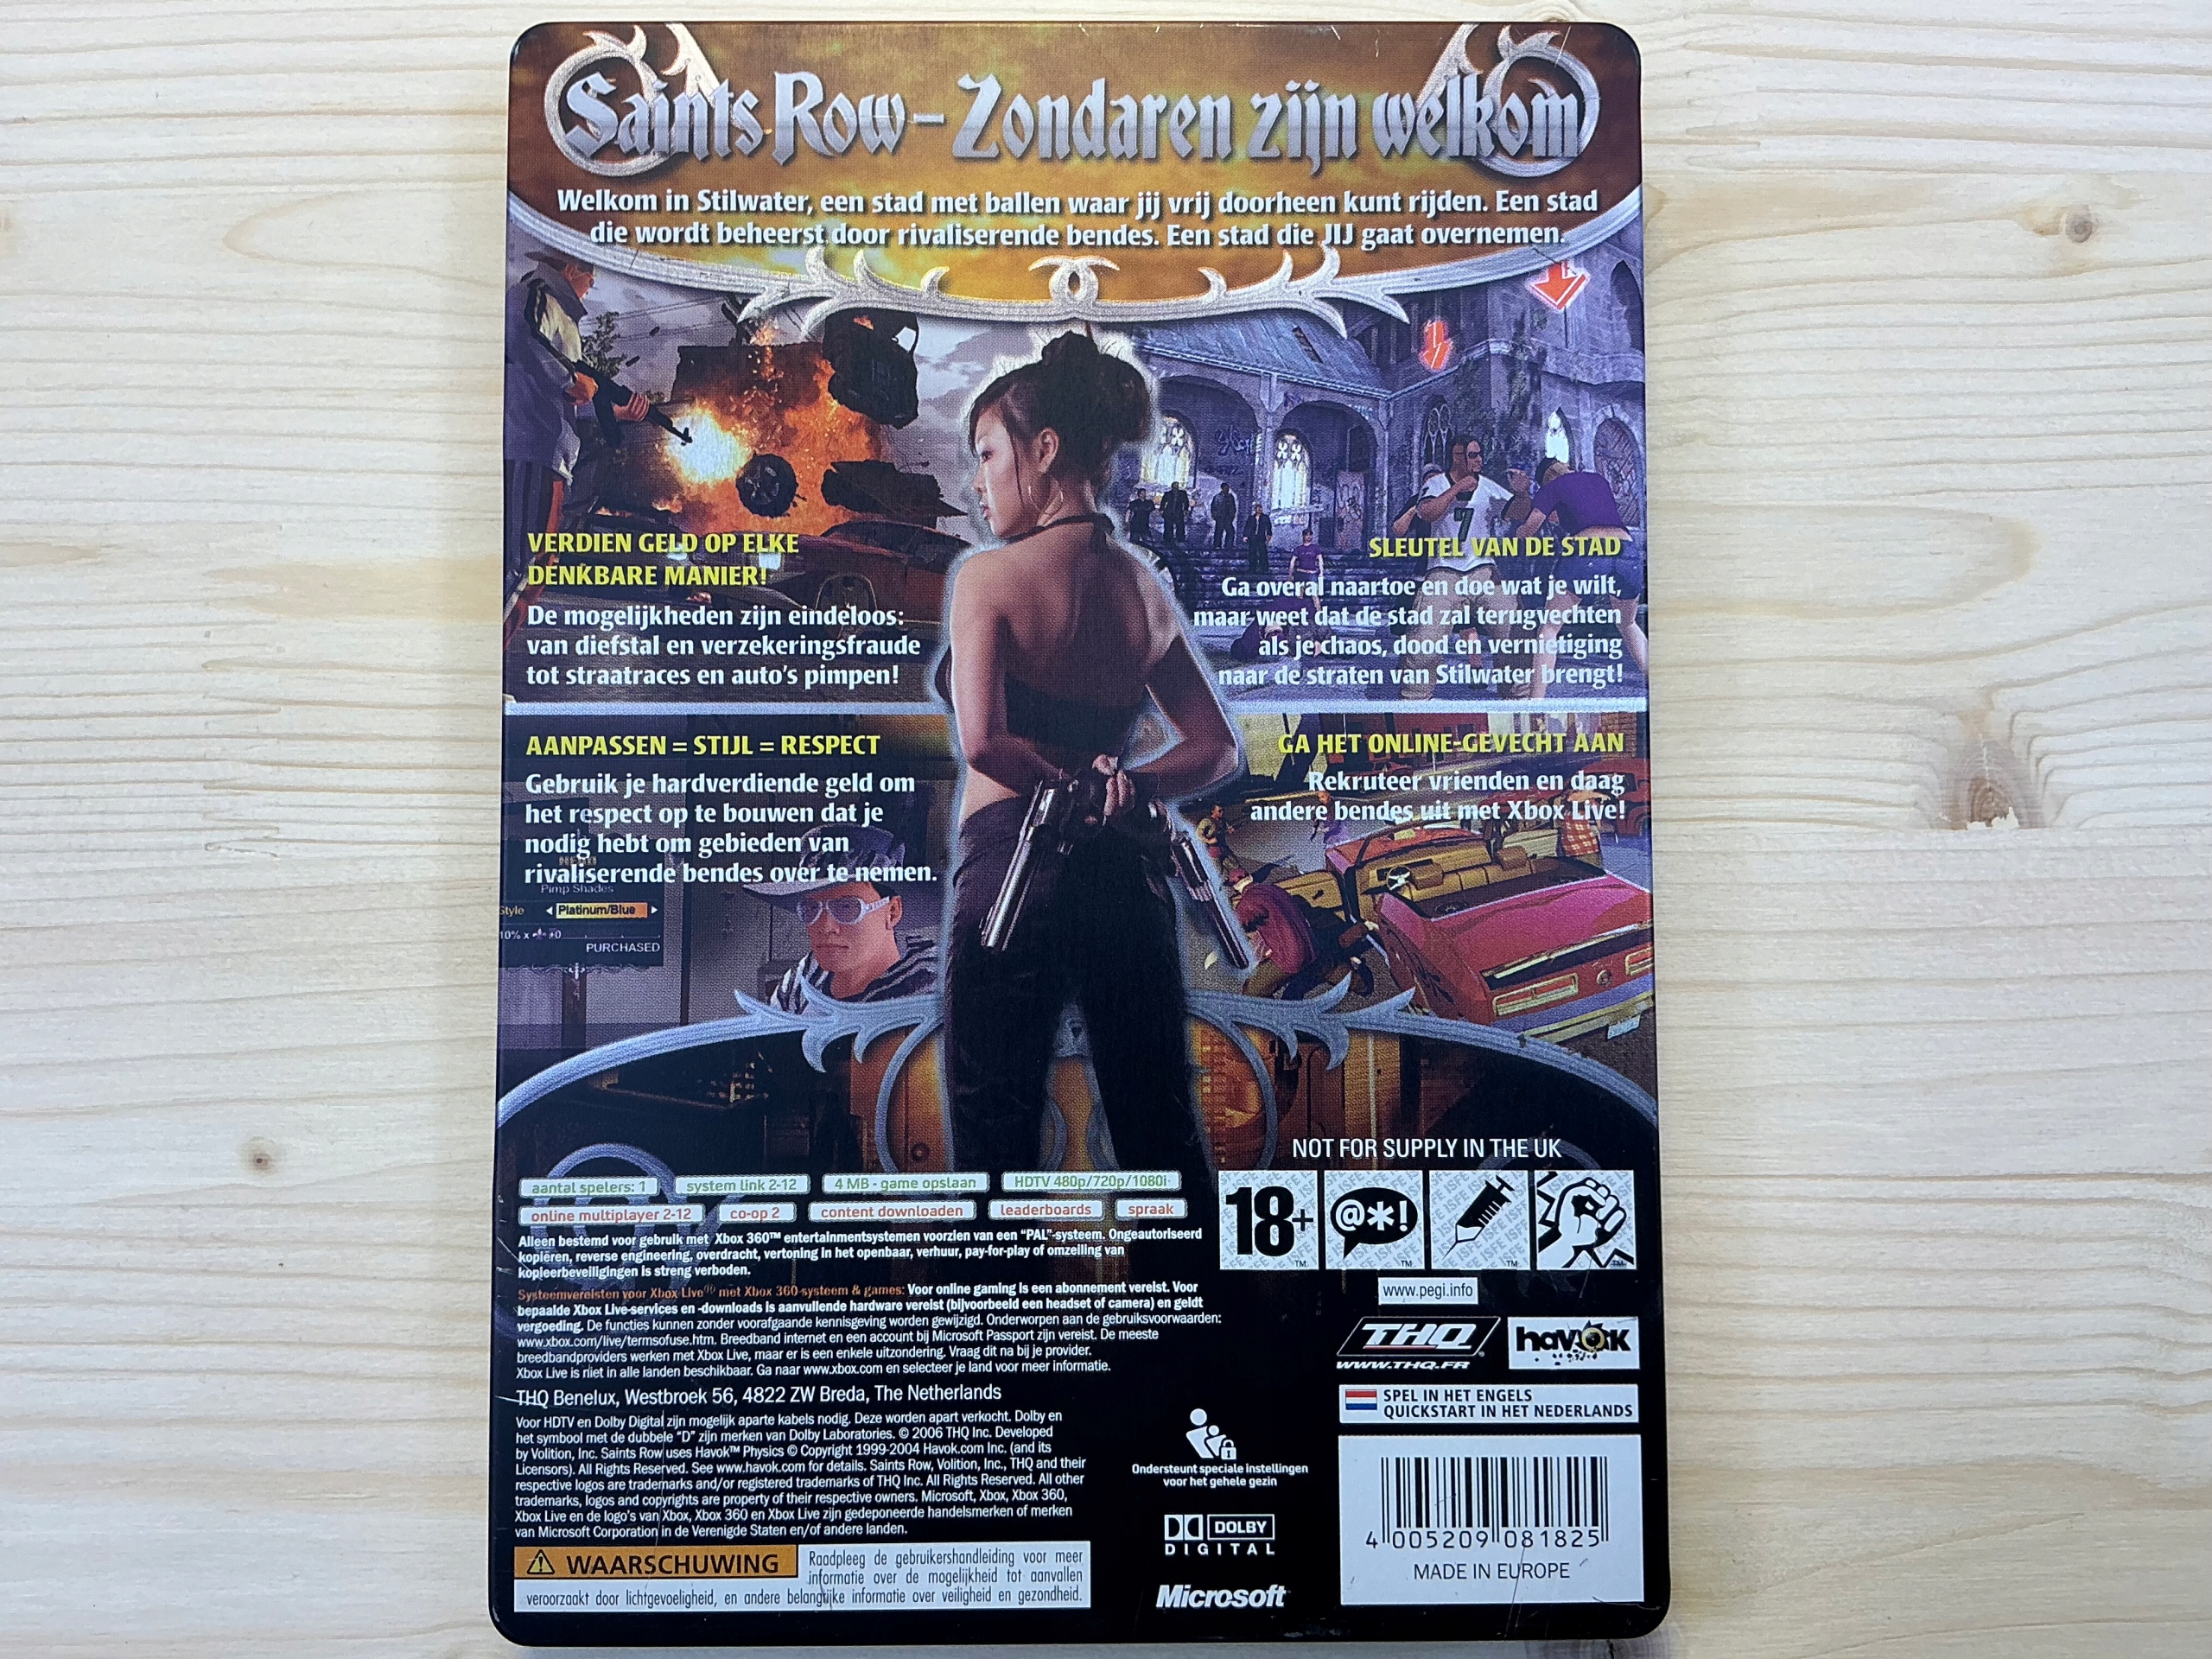 Saints Row - Zondaren zijn welkom
Welkom in Stilwater, een stad met ballen waar jij vrij doorheen kunt rijden. Een stad
die wordt beheerst door rivaliserende bendes. Een stad die JIJ gaat overnemen.
VERDIEN GELD OP ELKE
DENKBARE MANIER!
De mogelijkheden zijn eindeloos:
van diefstal en verzekeringsfraude
tot straatraces en auto's pimpen!
SLEUTEL VAN DE STAD
Ga overal naartoe en doe wat je wilt,
maar weet dat de stad zal terugvechten
als je chaos, dood en vernietiging
naar de straten van Stilwater brengt!
7
AANPASSEN = STIJL = RESPECT
Gebruik je hardverdiende geld om
het respect op te bouwen dat je
nodig hebt om gebieden van
rivaliserende bendes over te nemen.
Pimp Shades
Style
Platinum/Blue
PURCHASED
GA HET ONLINE-GEVECHT AAN
Rekruteer vrienden en daag
andere bendes uit met Xbox Live!
NOT FOR SUPPLY IN THE UK
aantal spelers: 1
system link 2-12
4 MB - game opslaan
HDTV 480p/720p/1080i
online multiplayer 2-12
co-op 2
content downloaden
leaderboards
spraak
18+
@*!
www.pegi.info
Alleen bestemd voor gebruik met Xbox 360™ entertainmentsystemen voorzien van een "PAL"-systeem. Ongeautoriseerd
kopiëren, reverse engineering, overdracht, vertoning in het openbaar, verhuur, pay-for-play of omzeiling van
kopieerbeveiligingen is streng verboden.
Systeemvereisten voor Xbox Live® met Xbox 360-systeem & games: Voor online gaming is een abonnement vereist. Voor
bepaalde Xbox Live-services en -downloads is aanvullende hardware vereist (bijvoorbeeld een headset of camera) en geldt
vergoeding. De functies kunnen zonder voorafgaande kennisgeving worden gewijzigd. Onderworpen aan de gebruiksvoorwaarden:
www.xbox.com/live/termsofuse.htm. Breedband internet en een account bij Microsoft Passport zijn vereist. De meeste
breedbandproviders werken met Xbox Live, maar er is een enkele uitzondering. Vraag dit na bij je provider.
Xbox Live is niet in alle landen beschikbaar. Ga naar www.xbox.com en selecteer je land voor meer informatie.
THQ Benelux, Westbroek 56, 4822 ZW Breda, The Netherlands
Voor HDTV en Dolby Digital zijn mogelijk aparte kabels nodig. Deze worden apart verkocht. Dolby en
het symbool met de dubbele "D" zijn merken van Dolby Laboratories. © 2006 THQ Inc. Developed
by Volition, Inc. Saints Row uses Havok™ Physics © Copyright 1999-2004 Havok.com Inc. (and its
Licensors). All Rights Reserved. See www.havok.com for details. Saints Row, Volition, Inc., THQ and their
respective logos are trademarks and/or registered trademarks of THQ Inc. All Rights Reserved. All other
trademarks, logos and copyrights are property of their respective owners. Microsoft, Xbox, Xbox 360,
Xbox Live en de logo's van Xbox, Xbox 360 en Xbox Live zijn gedeponeerde handelsmerken of merken
van Microsoft Corporation in de Verenigde Staten en/of andere landen.
WAARSCHUWING
Raadpleeg de gebruikershandleiding voor meer
informatie over de mogelijkheid tot aanvallen
veroorzaakt door lichtgevoeligheid, en andere belangrijke informatie over veiligheid en gezondheid.
Ondersteunt speciale instellingen
voor het gehele gezin
DOLBY
DIGITAL
Microsoft
THQ
WWW.THQ.FR
havok
SPEL IN HET ENGELS
QUICKSTART IN HET NEDERLANDS
4 005209 081825
MADE IN EUROPE